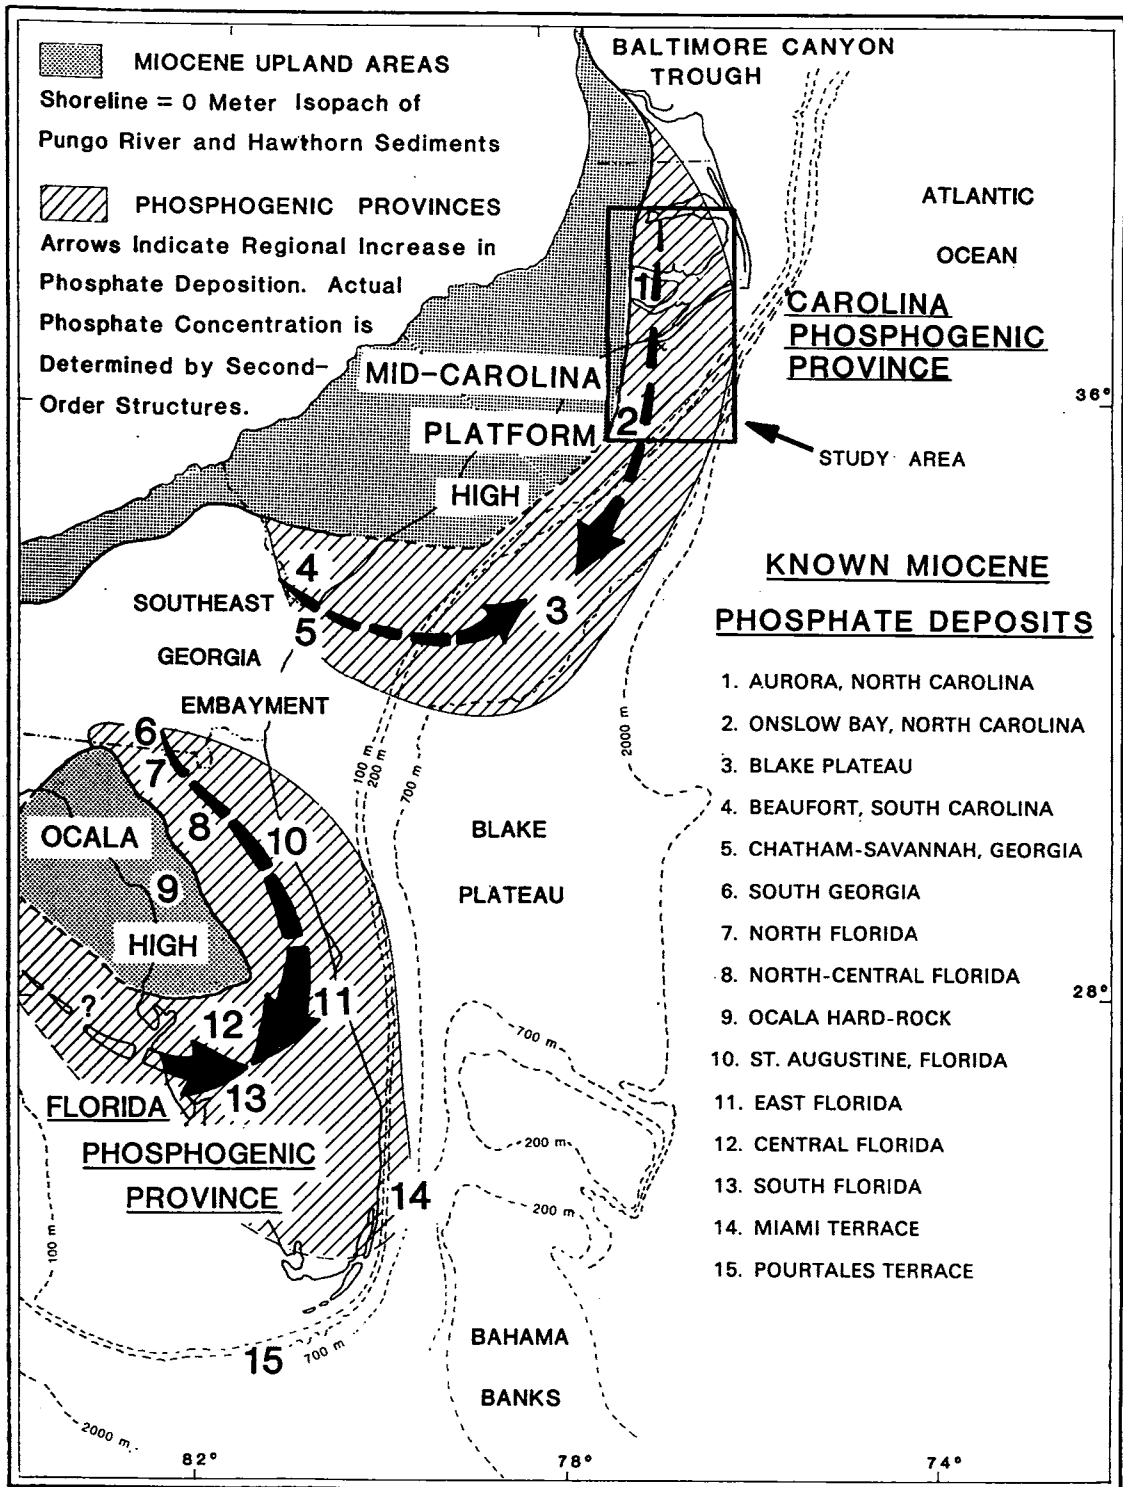 MIOCENE UPLAND AREAS
Shoreline = 0 Meter Isopach of
Pungo River and Hawthorn Sediments
PHOSPHOGENIC PROVINCES
Arrows Indicate Regional Increase in
Phosphate Deposition. Actual
Phosphate Concentration is
Determined by Second-
Order Structures.
BALTIMORE CANYON
TROUGH
ATLANTIC
OCEAN
CAROLINA
PHOSPHOGENIC
PROVINCE
36°
1
MID-CAROLINA
PLATFORM
HIGH
2
STUDY AREA
3
4
5
SOUTHEAST
GEORGIA
EMBAYMENT
KNOWN MIOCENE
PHOSPHATE DEPOSITS
1. AURORA, NORTH CAROLINA
2. ONSLOW BAY, NORTH CAROLINA
3. BLAKE PLATEAU
4. BEAUFORT, SOUTH CAROLINA
5. CHATHAM-SAVANNAH, GEORGIA
6. SOUTH GEORGIA
7. NORTH FLORIDA
8. NORTH-CENTRAL FLORIDA
9. OCALA HARD-ROCK
10. ST. AUGUSTINE, FLORIDA
11. EAST FLORIDA
12. CENTRAL FLORIDA
13. SOUTH FLORIDA
14. MIAMI TERRACE
15. POURTALES TERRACE
28°
6
7
8
10
OCALA
9
HIGH
?
11
12
13
100 m
200 m
700 m
2000 m
BLAKE
PLATEAU
FLORIDA
PHOSPHOGENIC
PROVINCE
14
700 m
200 m
200 m
100 m
15
700 m
2000 m.
BAHAMA
BANKS
82°
78°
74°